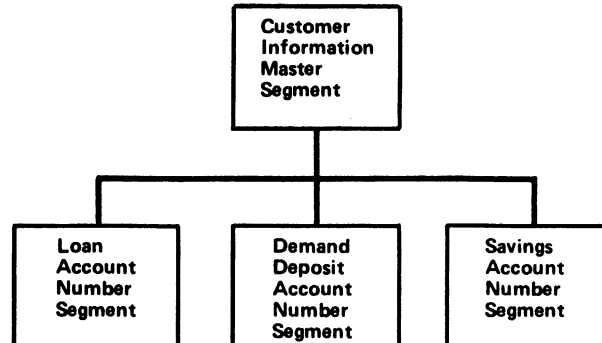 Customer
Information
Master
Segment
Loan
Account
Number
Segment
Demand
Deposit
Account
Number
Segment
Savings
Account
Number
Segment